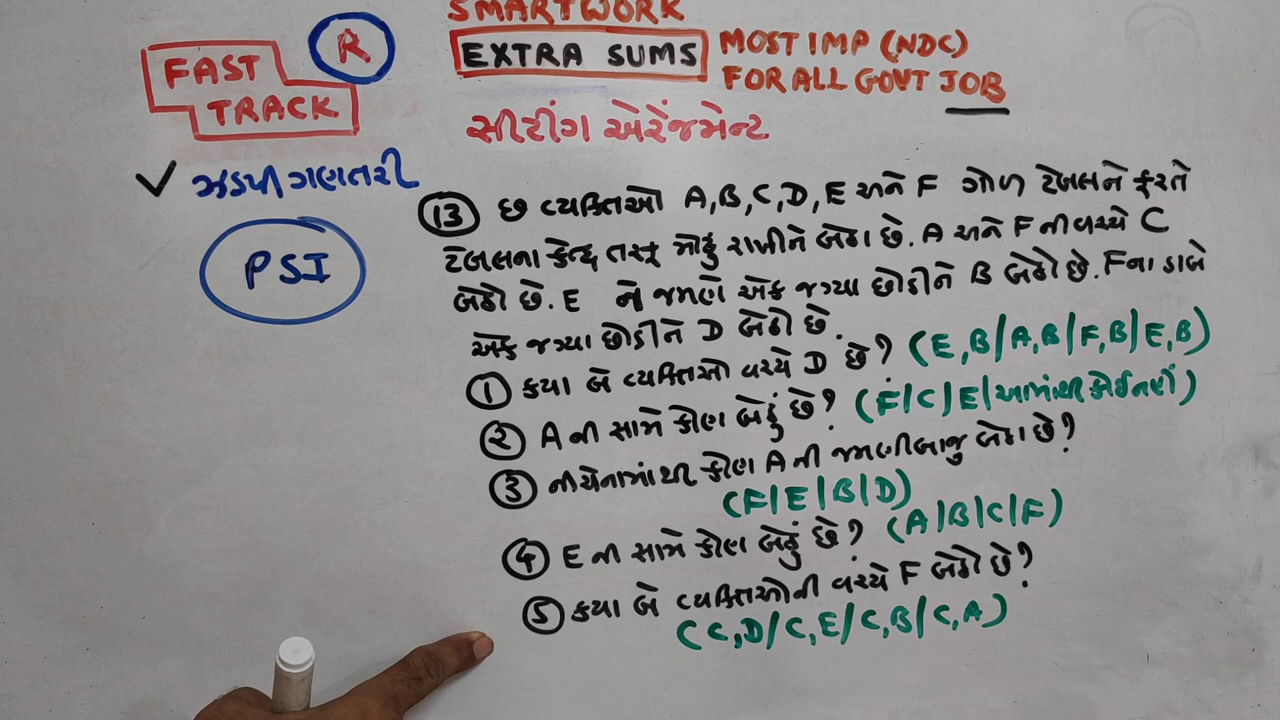 SMARTWORK
FAST
TRACK
R
EXTRA SUMS
MOST IMP (NDC)
FOR ALL GOVT JOB
સીટીંગ એરેંજમેન્ટ
✓ ઝડપી ગણતરી
PSI
(13) છ વ્યક્તિઓ A,B,C,D,E અને F ગોળ ટેબલને ફરતે
ટેબલના કેન્દ્ર તરફ મોઢું રાખીને બેઠા છે. A અને F ની વચ્ચે C
બેઠો છે. E ને જમણે એક જગ્યા છોડીને B બેઠો છે. F ના ડાબે
એક જગ્યા છોડીને D બેઠો છે.
(1) કયા બે વ્યક્તિઓ વચ્ચે D છે? (E,B/A,B/F,B/E,B)
(2) A ની સામે કોણ બેઠું છે? (F/C/E/આમાંથી કોઈ નહીં)
(3) નીચેનામાંથી કોણ A ની જમણીબાજુ બેઠા છે?
(F/E/B/D)
(4) E ની સામે કોણ બેઠું છે? (A/B/C/F)
(5) કયા બે વ્યક્તિઓની વચ્ચે F બેઠો છે?
(C,D/C,E/C,B/C,A)